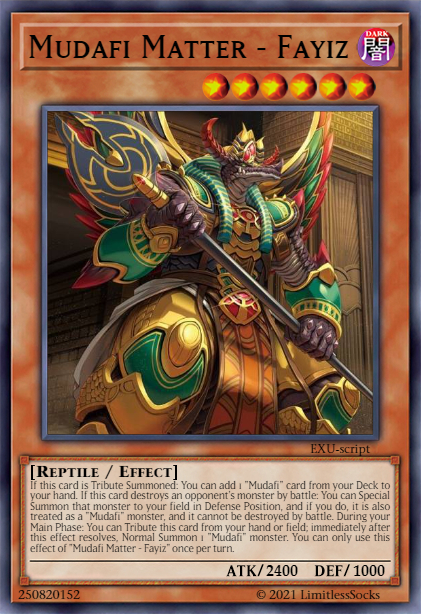 Mudafi Matter - Fayiz
DARK
闇
EXU-script
[Reptile / Effect]
If this card is Tribute Summoned: You can add 1 "Mudafi" card from your Deck to
your hand. If this card destroys an opponent's monster by battle: You can Special
Summon that monster to your field in Defense Position, and if you do, it is also
treated as a "Mudafi" monster, and it cannot be destroyed by battle. During your
Main Phase: You can Tribute this card from your hand or field; immediately after
this effect resolves, Normal Summon 1 "Mudafi" monster. You can only use this
effect of "Mudafi Matter - Fayiz" once per turn.
ATK/2400 DEF/1000
250820152 © 2021 LimitlessSocks